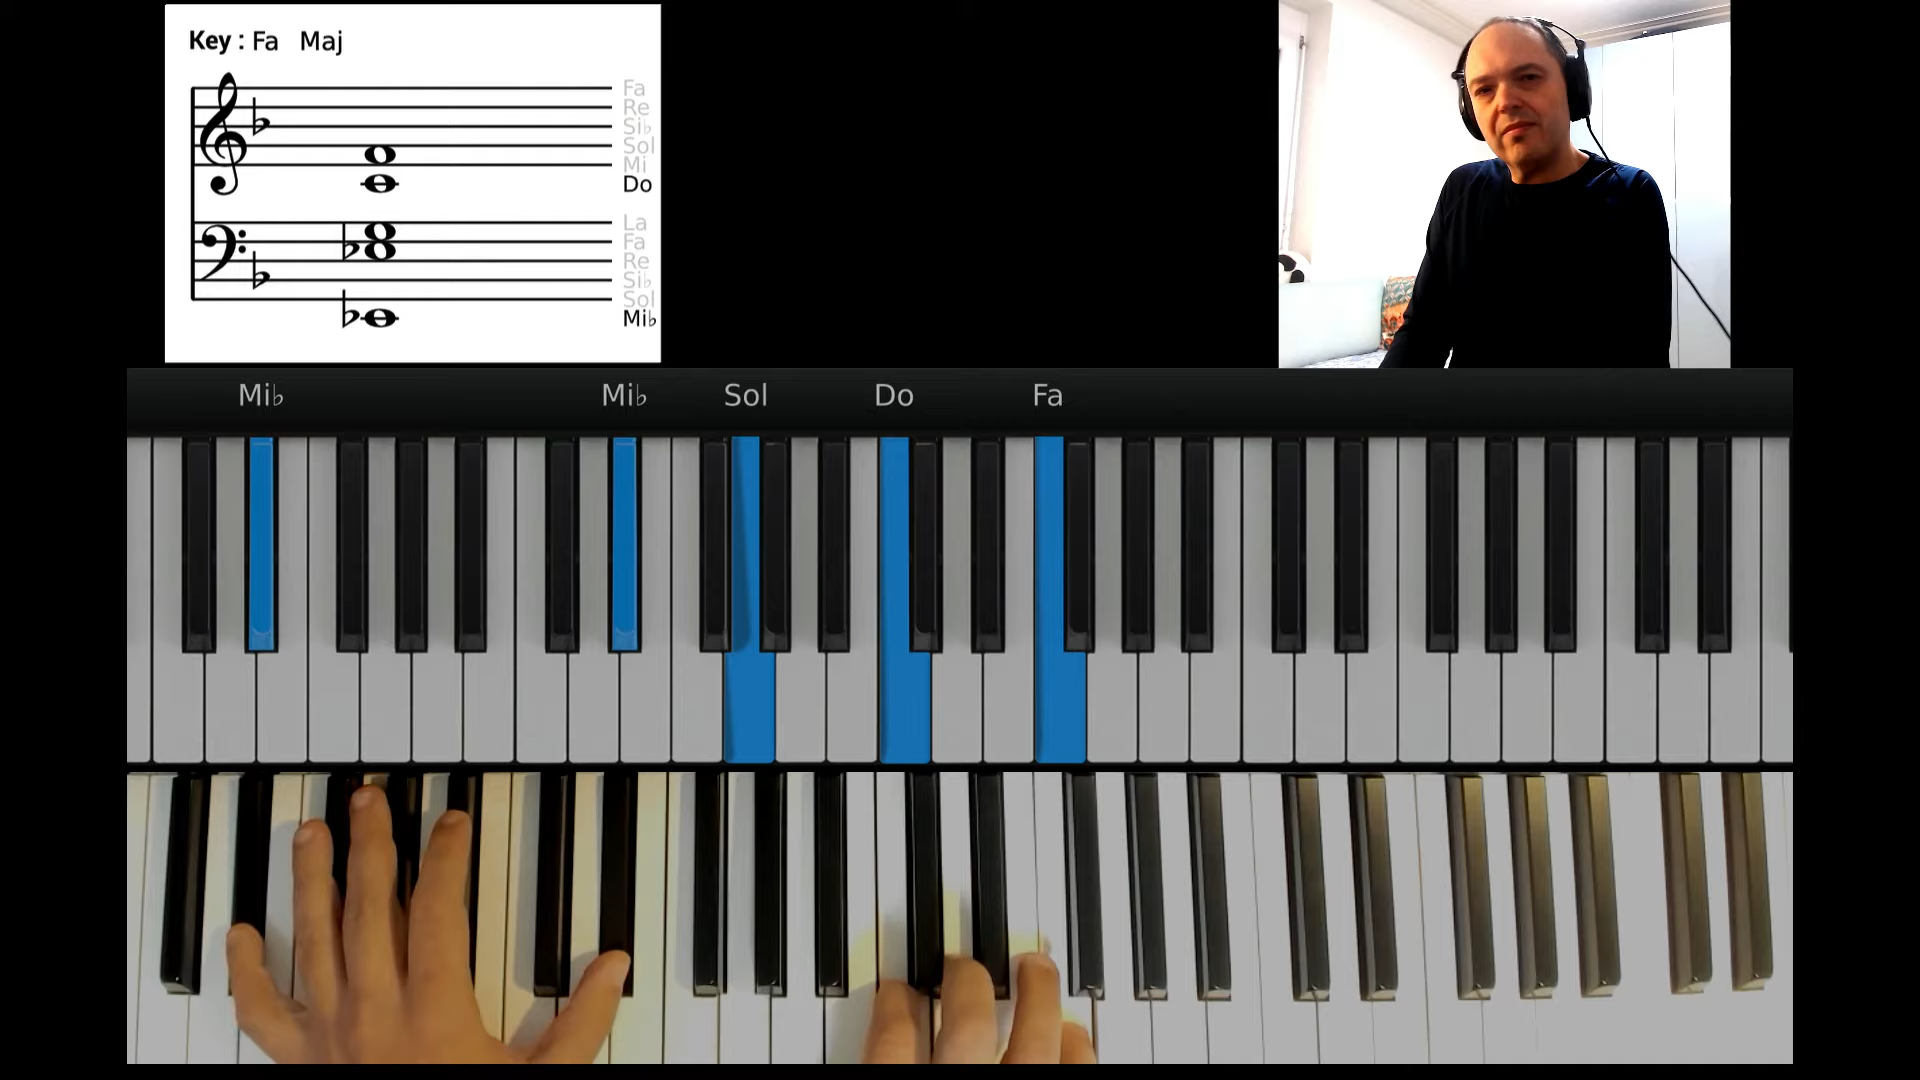 Key : Fa Maj
Fa
Re
Si♭
Sol
Mi
Do
La
Fa
Re
Si♭
Sol
Mi♭
Mi♭ Mi♭ Sol Do Fa